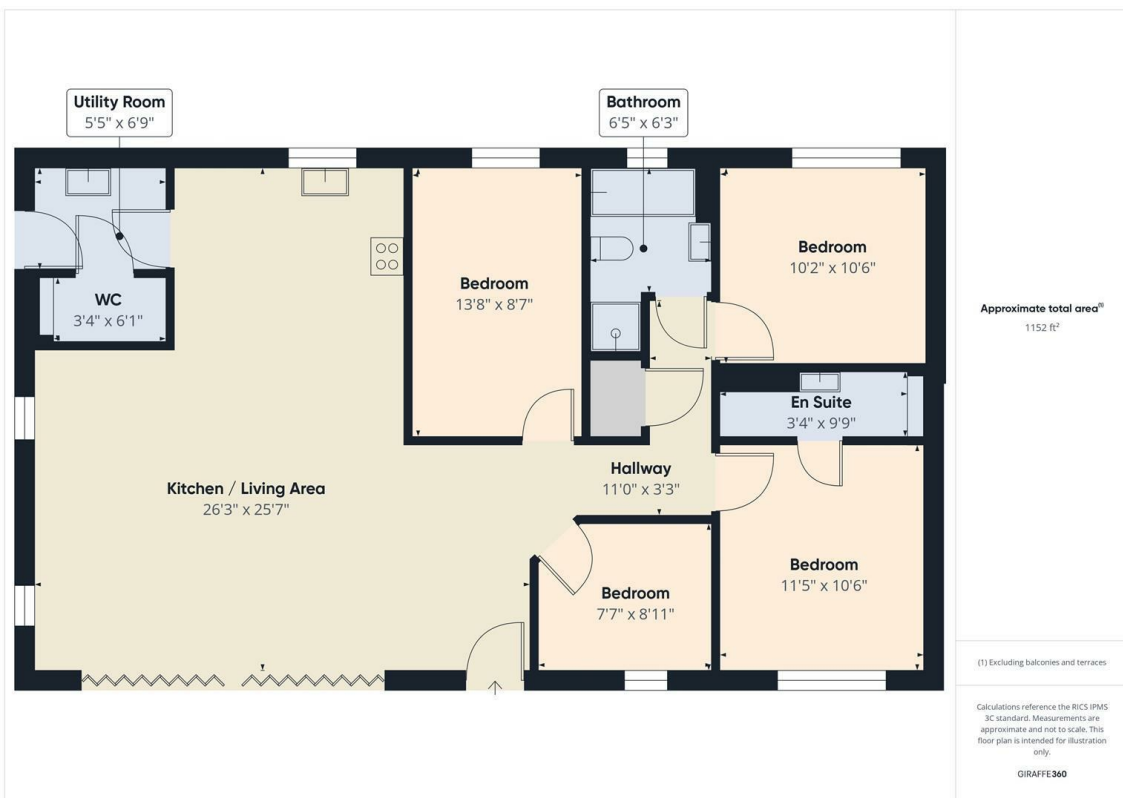 Utility Room
5'5" x 6'9"
Bathroom
6'5" x 6'3"
Bedroom
10'2" x 10'6"
Bedroom
13'8" x 8'7"
WC
3'4" x 6'1"
En Suite
3'4" x 9'9"
Hallway
11'0" x 3'3"
Kitchen / Living Area
26'3" x 25'7"
Bedroom
11'5" x 10'6"
Bedroom
7'7" x 8'11"
Approximate total area⁽¹⁾
1152 ft²
(1) Excluding balconies and terraces
Calculations reference the RICS IPMS
3C standard. Measurements are
approximate and not to scale. This
floor plan is intended for illustration
only.
GIRAFFE360